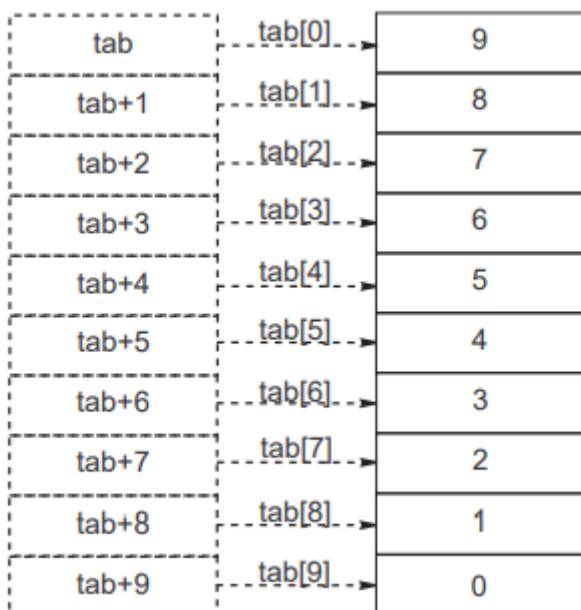 tab tab[0] 9
tab+1 tab[1] 8
tab+2 tab[2] 7
tab+3 tab[3] 6
tab+4 tab[4] 5
tab+5 tab[5] 4
tab+6 tab[6] 3
tab+7 tab[7] 2
tab+8 tab[8] 1
tab+9 tab[9] 0